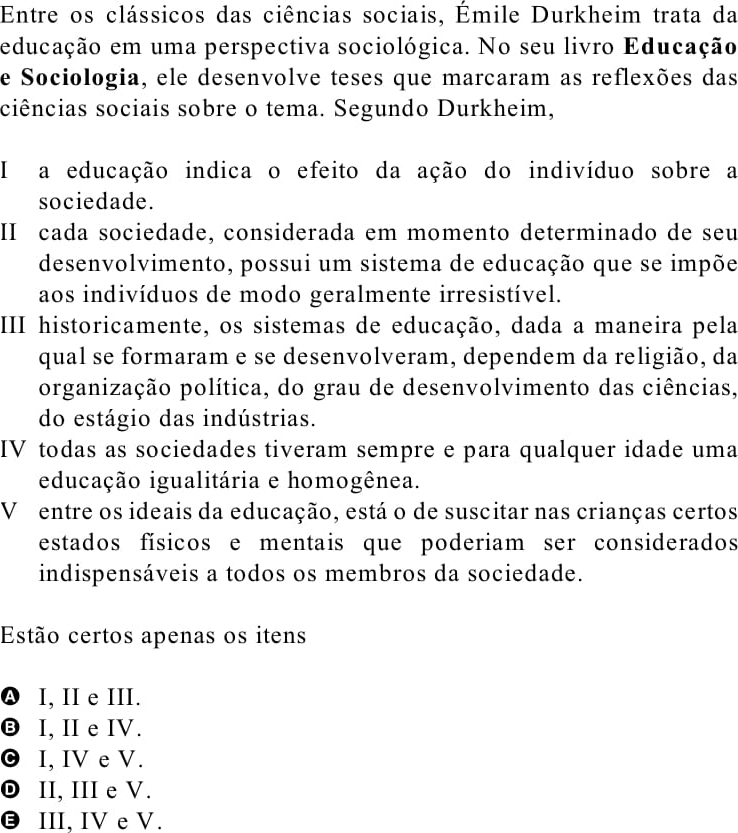 Entre os clássicos das ciências sociais, Émile Durkheim trata da
educação em uma perspectiva sociológica. No seu livro Educação
e Sociologia, ele desenvolve teses que marcaram as reflexões das
ciências sociais sobre o tema. Segundo Durkheim,
I a educação indica o efeito da ação do indivíduo sobre a
sociedade.
II cada sociedade, considerada em momento determinado de seu
desenvolvimento, possui um sistema de educação que se impõe
aos indivíduos de modo geralmente irresistível.
III historicamente, os sistemas de educação, dada a maneira pela
qual se formaram e se desenvolveram, dependem da religião, da
organização política, do grau de desenvolvimento das ciências,
do estágio das indústrias.
IV todas as sociedades tiveram sempre e para qualquer idade uma
educação igualitária e homogênea.
V entre os ideais da educação, está o de suscitar nas crianças certos
estados físicos e mentais que poderiam ser considerados
indispensáveis a todos os membros da sociedade.
Estão certos apenas os itens
A I, II e III.
B I, II e IV.
C I, IV e V.
D II, III e V.
E III, IV e V.